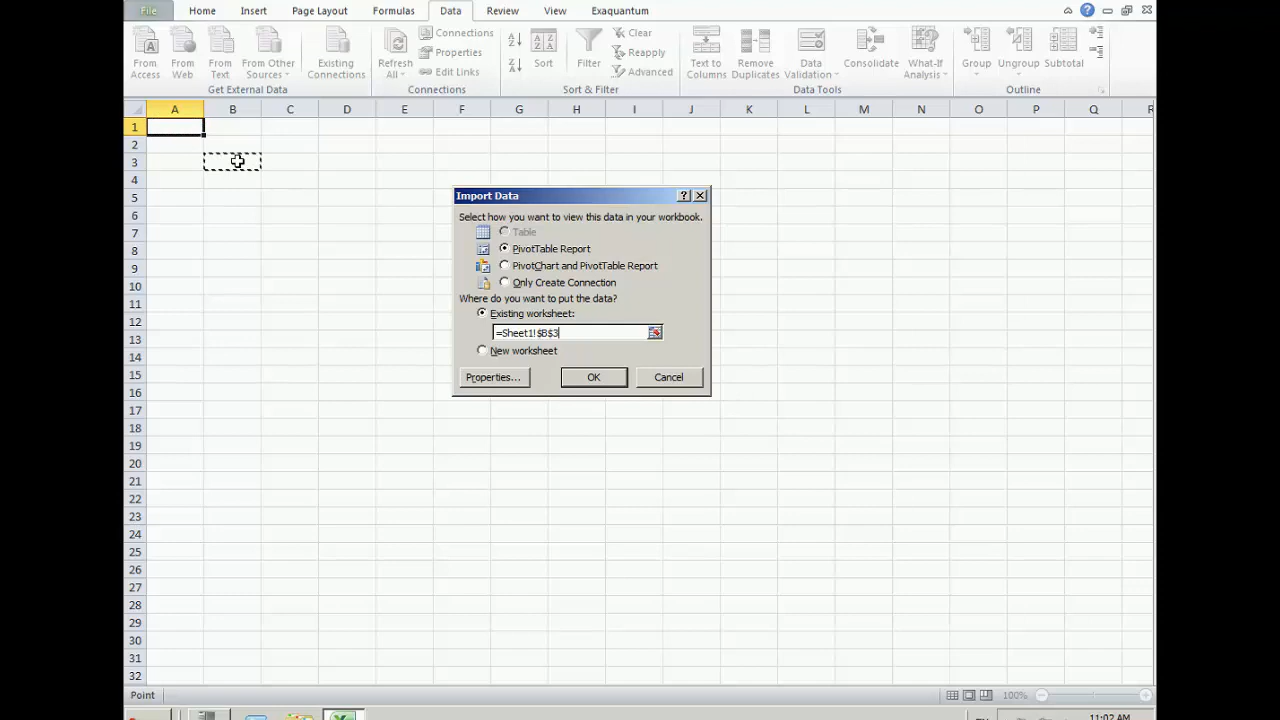 File Home Insert Page Layout Formulas Data Review View Exaquantum
From Access From Web From Text From Other Sources Existing Connections Refresh All Connections Properties Edit Links Sort Filter Clear Reapply Advanced Text to Columns Remove Duplicates Data Validation Consolidate What-If Analysis Group Ungroup Subtotal
Get External Data Connections Sort & Filter Data Tools Outline
A B C D E F G H I J K L M N O P Q R
1
2
3
4
5
6
7
8
9
10
11
12
13
14
15
16
17
18
19
20
21
22
23
24
25
26
27
28
29
30
31
32
Import Data
Select how you want to view this data in your workbook.
Table
PivotTable Report
PivotChart and PivotTable Report
Only Create Connection
Where do you want to put the data?
Existing worksheet:
=Sheet1!$B$3
New worksheet
Properties... OK Cancel
Point 100%
11:02 AM